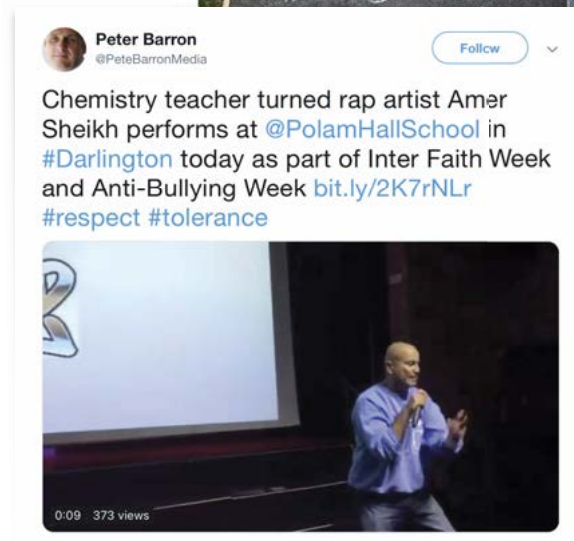 Peter Barron
@PeteBarronMedia
Follow
Chemistry teacher turned rap artist Amer
Sheikh performs at @PolamHallSchool in
#Darlington today as part of Inter Faith Week
and Anti-Bullying Week bit.ly/2K7rNLr
#respect #tolerance
R
0:09 373 views